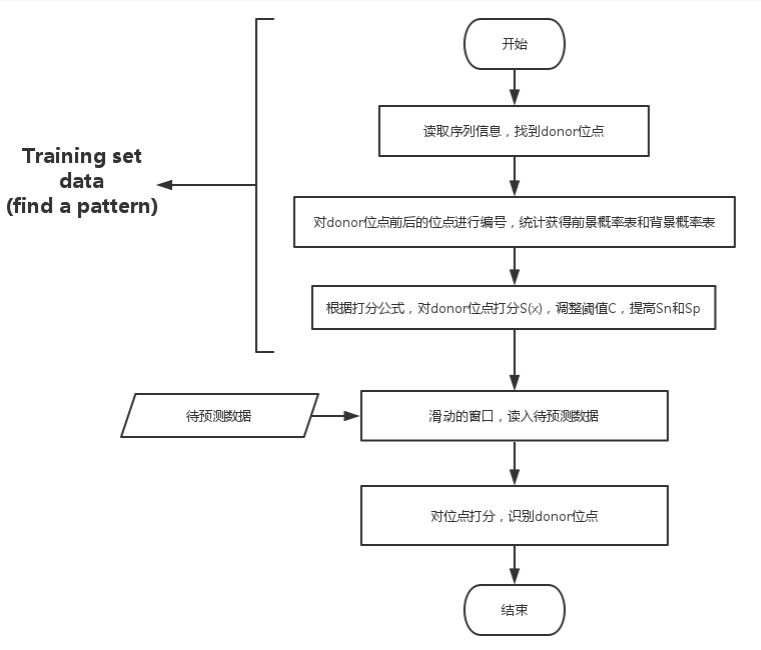 开始
读取序列信息，找到donor位点
Training set
data
(find a pattern)
对donor位点前后的位点进行编号，统计获得前景概率表和背景概率表
根据打分公式，对donor位点打分S(x)，调整阈值C，提高Sn和Sp
待预测数据
滑动的窗口，读入待预测数据
对位点打分，识别donor位点
结束